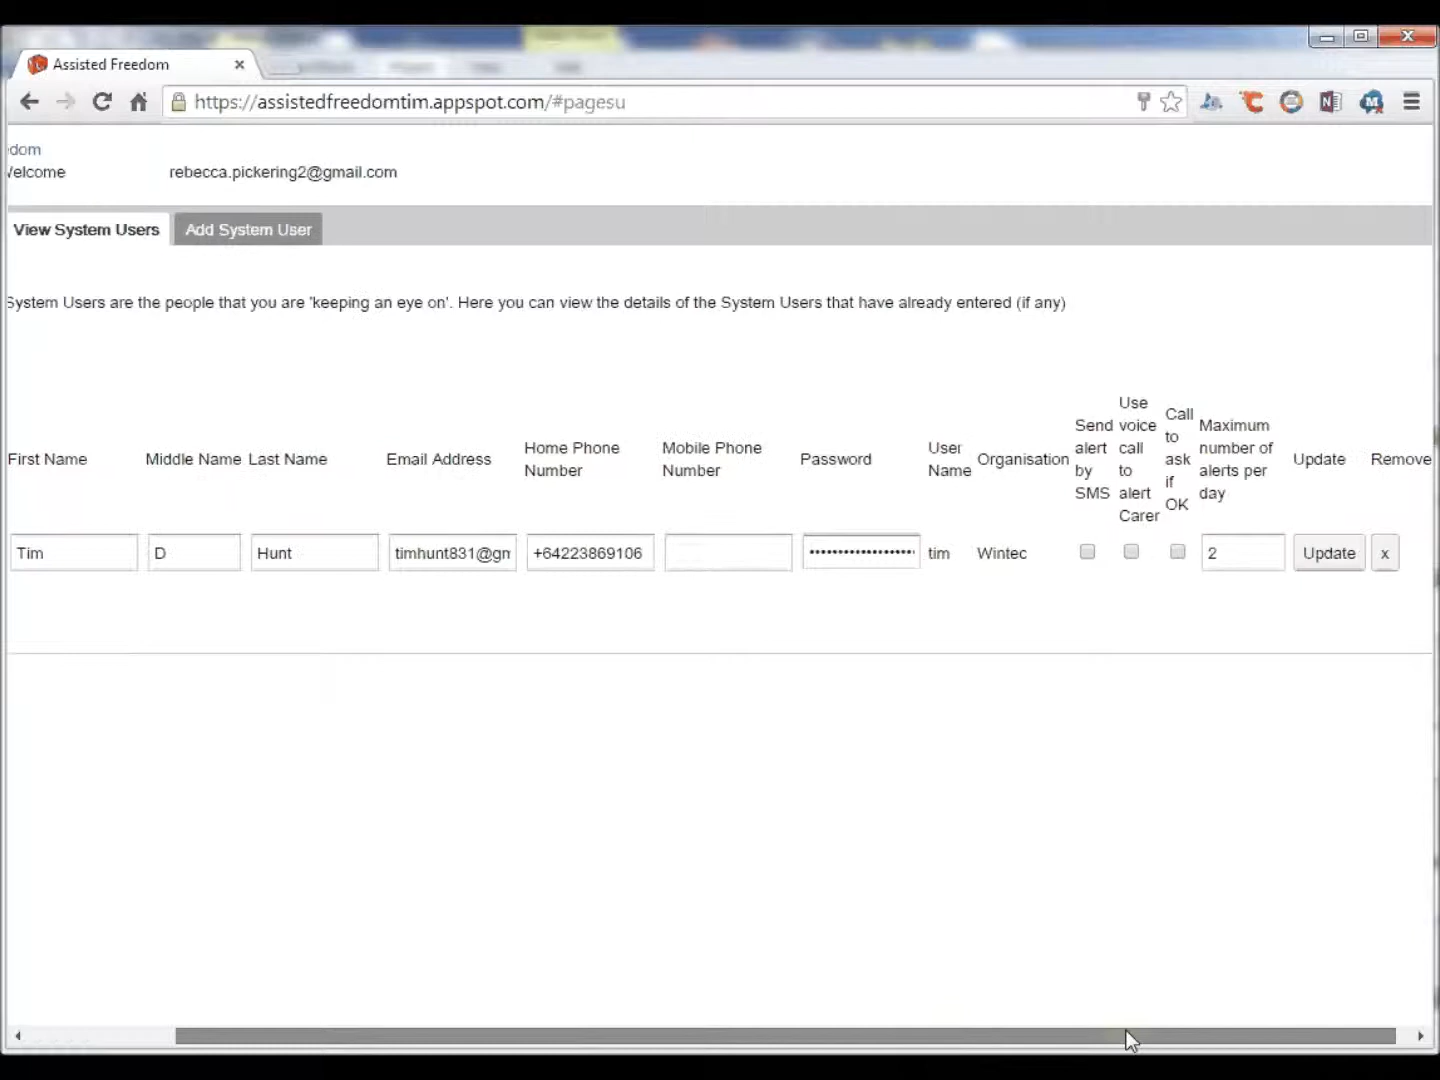 Assisted Freedom
https://assistedfreedomtim.appspot.com/#pagesu
dom
Welcome rebecca.pickering2@gmail.com
View System Users Add System User
System Users are the people that you are 'keeping an eye on'. Here you can view the details of the System Users that have already entered (if any)
First Name
Middle Name
Last Name
Email Address
Home Phone
Number
Mobile Phone
Number
Password
User
Name
Organisation
Send
alert
by
SMS
Use
voice
call
to
alert
Carer
Call
to
ask
if
OK
Maximum
number of
alerts per
day
Update
Remove
Tim D Hunt timhunt831@gm +64223869106 •••••••••••••••••• tim Wintec 2 Update x